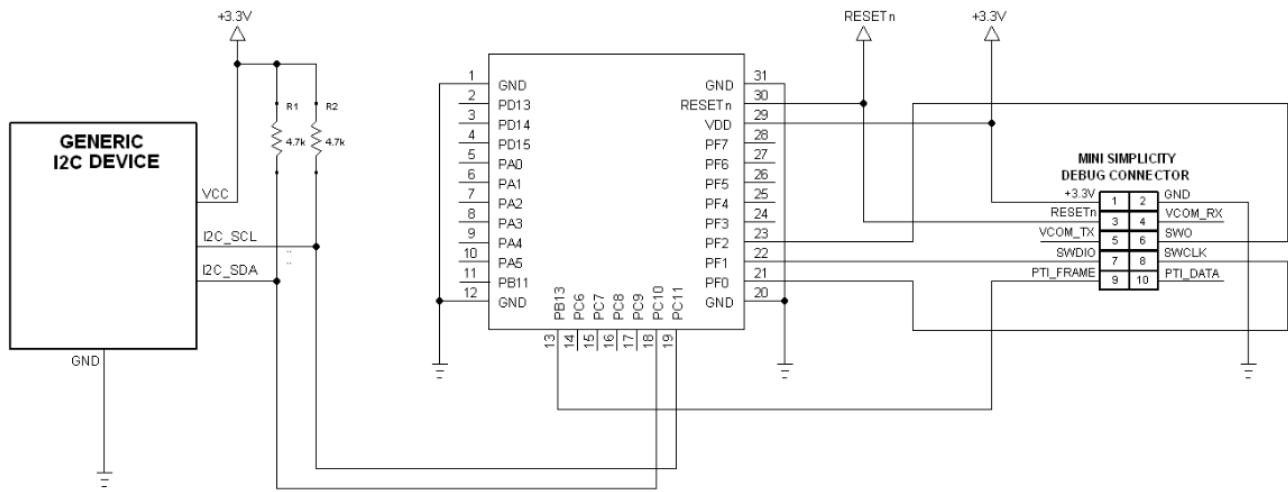 +3.3V
RESETn
+3.3V
R1
R2
4.7k
4.7k
GENERIC
I2C DEVICE
VCC
I2C_SCL
I2C_SDA
GND
1
GND
2
PD13
3
PD14
4
PD15
5
PA0
6
PA1
7
PA2
8
PA3
9
PA4
10
PA5
11
PB11
12
GND
GND
31
RESETn
30
VDD
29
PF7
28
PF6
27
PF5
26
PF4
25
PF3
24
PF2
23
PF1
22
PF0
21
GND
20
PB13
PC6
PC7
PC8
PC9
PC10
PC11
13
14
15
16
17
18
19
MINI SIMPLICITY
DEBUG CONNECTOR
+3.3V 1 2 GND
RESETn 3 4 VCOM_RX
VCOM_TX 5 6 SWO
SWDIO 7 8 SWCLK
PTI_FRAME 9 10 PTI_DATA